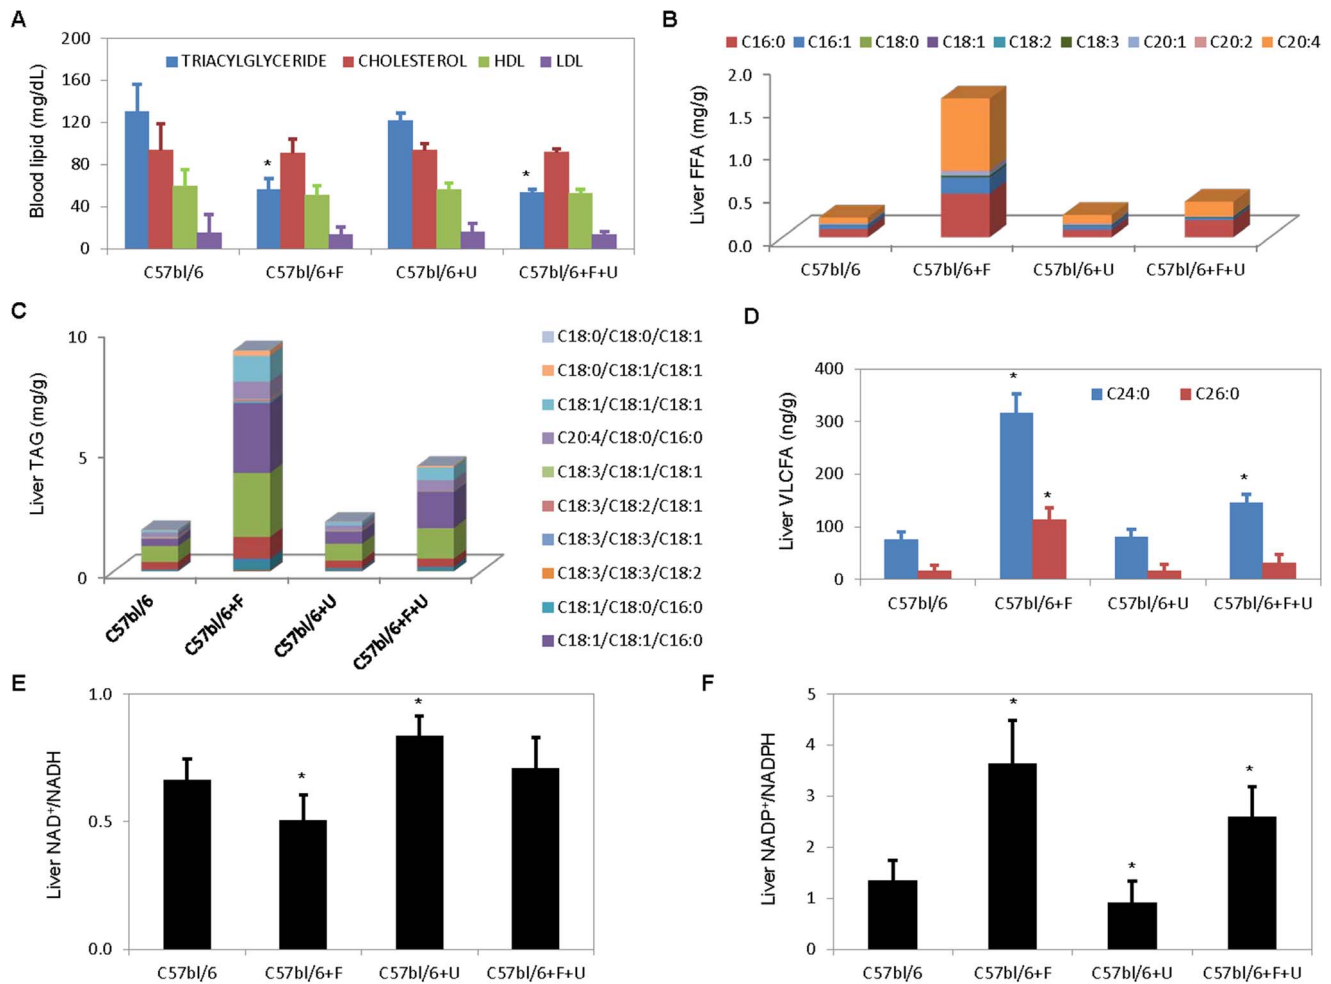 A
Blood lipid (mg/dL)
200
160
120
80
40
0
TRIACYLGLYCERIDE CHOLESTEROL HDL LDL
*
*
C57bl/6 C57bl/6+F C57bl/6+U C57bl/6+F+U
B
C16:0 C16:1 C18:0 C18:1 C18:2 C18:3 C20:1 C20:2 C20:4
Liver FFA (mg/g)
2.0
1.5
1.0
0.5
0.0
C57bl/6 C57bl/6+F C57bl/6+U C57bl/6+F+U
C
Liver TAG (mg/g)
10
5
0
C57bl/6 C57bl/6+F C57bl/6+U C57bl/6+F+U
C18:0/C18:0/C18:1
C18:0/C18:1/C18:1
C18:1/C18:1/C18:1
C20:4/C18:0/C16:0
C18:3/C18:1/C18:1
C18:3/C18:2/C18:1
C18:3/C18:3/C18:1
C18:3/C18:3/C18:2
C18:1/C18:0/C16:0
C18:1/C18:1/C16:0
D
Liver VLCFA (ng/g)
400
300
200
100
0
C24:0 C26:0
*
*
*
C57bl/6 C57bl/6+F C57bl/6+U C57bl/6+F+U
E
Liver NAD⁺/NADH
1.0
0.5
0.0
*
*
C57bl/6 C57bl/6+F C57bl/6+U C57bl/6+F+U
F
Liver NADP⁺/NADPH
5
4
3
2
1
0
*
*
*
C57bl/6 C57bl/6+F C57bl/6+U C57bl/6+F+U